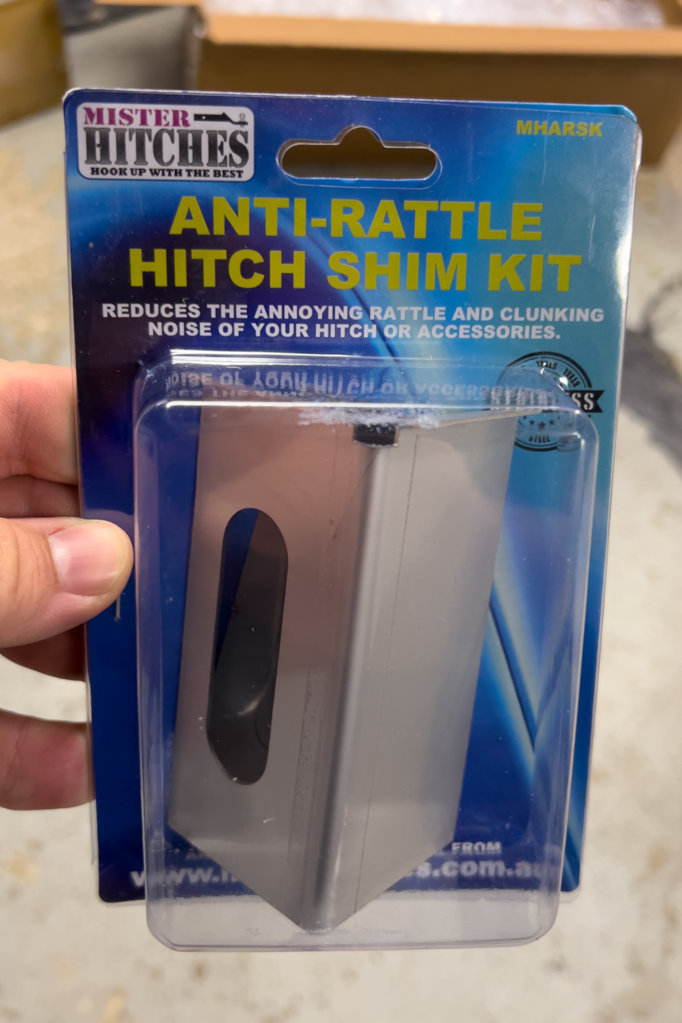 MISTER
HITCHES
HOOK UP WITH THE BEST
MHARSK
ANTI-RATTLE
HITCH SHIM KIT
REDUCES THE ANNOYING RATTLE AND CLUNKING
NOISE OF YOUR HITCH OR ACCESSORIES.
STEEL
FROM